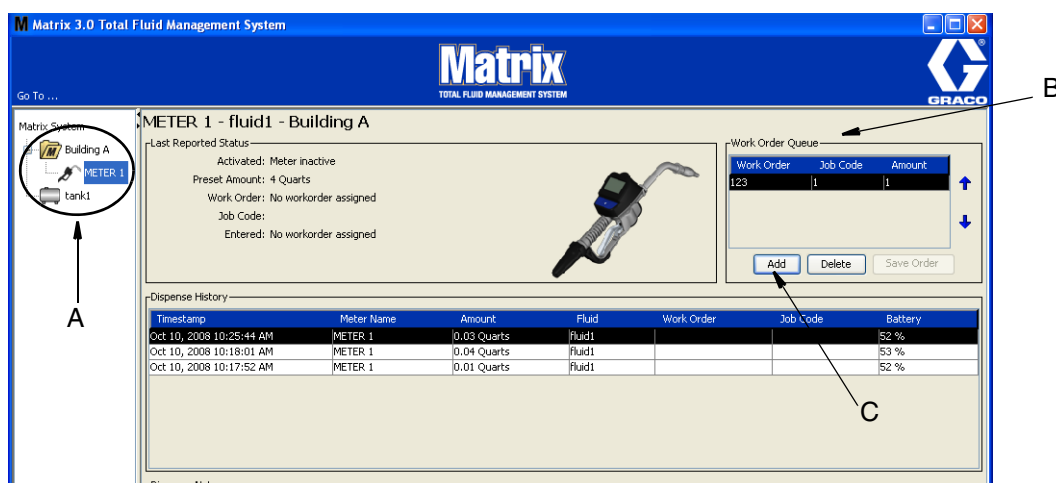 Matrix 3.0 Total Fluid Management System
Matrix
TOTAL FLUID MANAGEMENT SYSTEM
Go To ...
GRACO
B
Matrix System
Building A
METER 1
tank1
A
METER 1 - fluid1 - Building A
Last Reported Status
Activated: Meter inactive
Preset Amount: 4 Quarts
Work Order: No workorder assigned
Job Code:
Entered: No workorder assigned
Work Order Queue
Work Order Job Code Amount
123 1 1
Add Delete Save Order
Dispense History
Timestamp Meter Name Amount Fluid Work Order Job Code Battery
Oct 10, 2008 10:25:44 AM METER 1 0.03 Quarts fluid1 52 %
Oct 10, 2008 10:18:01 AM METER 1 0.04 Quarts fluid1 53 %
Oct 10, 2008 10:17:52 AM METER 1 0.01 Quarts fluid1 52 %
C